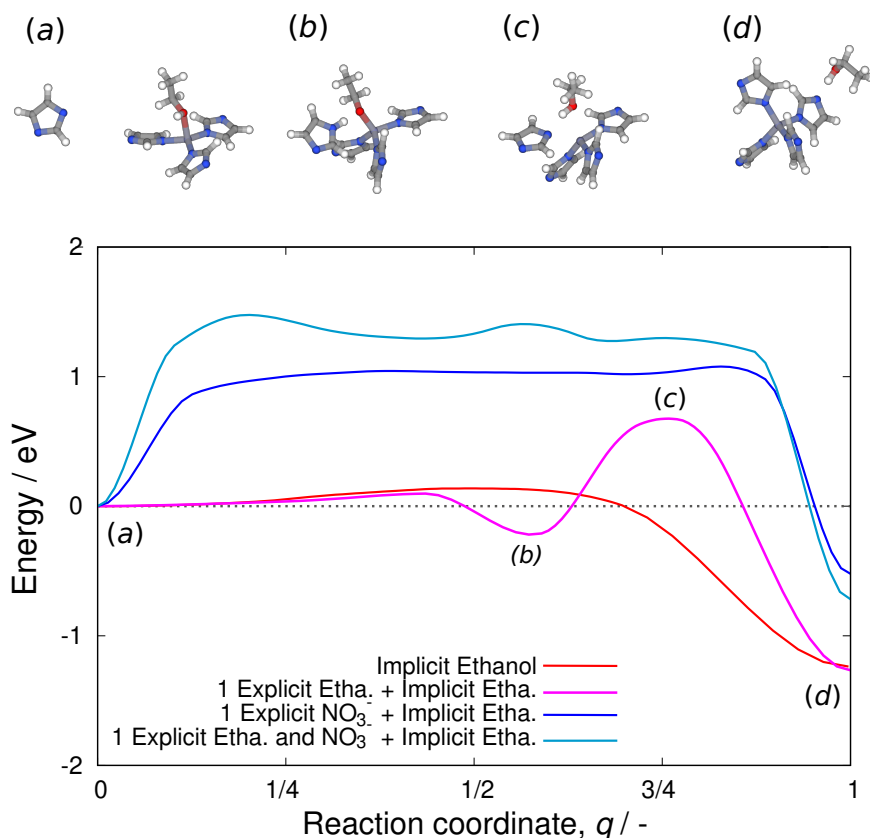 (a)
(b)
(c)
(d)
2
1
0
-1
-2
Energy / eV
(a)
(b)
(c)
(d)
Implicit Ethanol
1 Explicit Etha. + Implicit Etha.
1 Explicit NO3- + Implicit Etha.
1 Explicit Etha. and NO3- + Implicit Etha.
0
1/4
1/2
3/4
1
Reaction coordinate, q / -